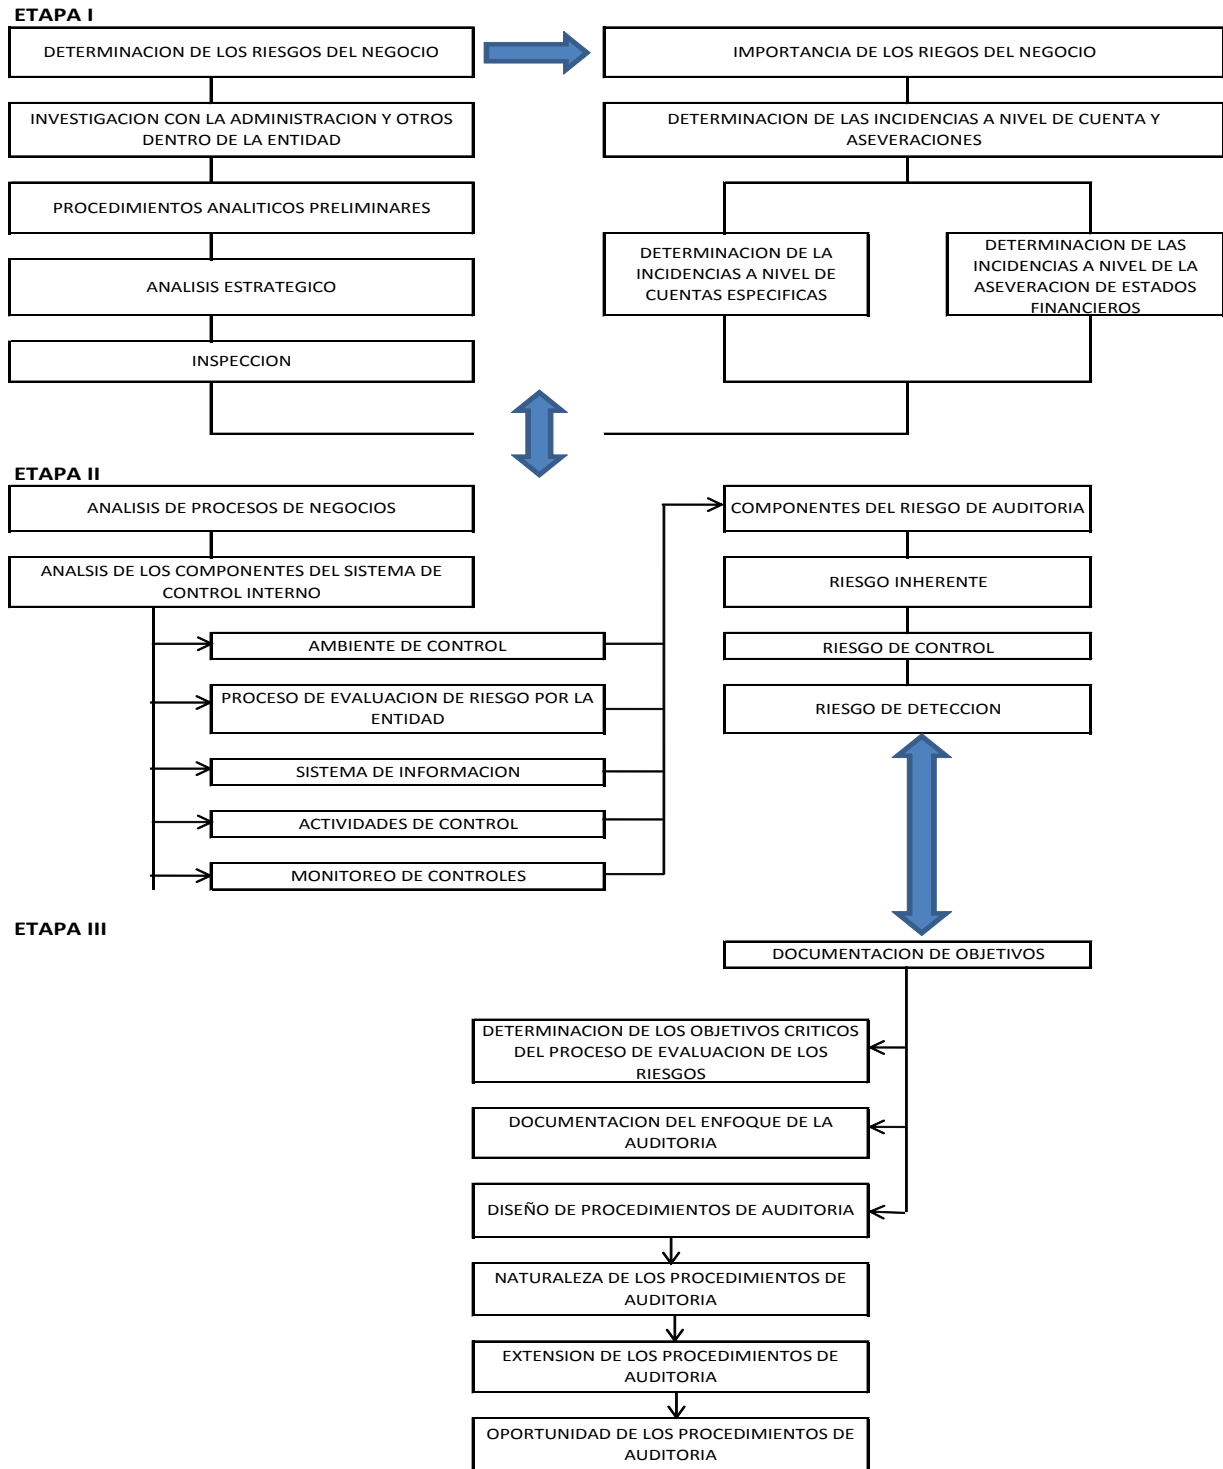 ETAPA I
DETERMINACION DE LOS RIESGOS DEL NEGOCIO
INVESTIGACION CON LA ADMINISTRACION Y OTROS
DENTRO DE LA ENTIDAD
PROCEDIMIENTOS ANALITICOS PRELIMINARES
ANALISIS ESTRATEGICO
INSPECCION
IMPORTANCIA DE LOS RIEGOS DEL NEGOCIO
DETERMINACION DE LAS INCIDENCIAS A NIVEL DE CUENTA Y
ASEVERACIONES
DETERMINACION DE LA
INCIDENCIAS A NIVEL DE
CUENTAS ESPECIFICAS
DETERMINACION DE LAS
INCIDENCIAS A NIVEL DE LA
ASEVERACION DE ESTADOS
FINANCIEROS
ETAPA II
ANALISIS DE PROCESOS DE NEGOCIOS
ANALSIS DE LOS COMPONENTES DEL SISTEMA DE
CONTROL INTERNO
AMBIENTE DE CONTROL
PROCESO DE EVALUACION DE RIESGO POR LA
ENTIDAD
SISTEMA DE INFORMACION
ACTIVIDADES DE CONTROL
MONITOREO DE CONTROLES
COMPONENTES DEL RIESGO DE AUDITORIA
RIESGO INHERENTE
RIESGO DE CONTROL
RIESGO DE DETECCION
ETAPA III
DOCUMENTACION DE OBJETIVOS
DETERMINACION DE LOS OBJETIVOS CRITICOS
DEL PROCESO DE EVALUACION DE LOS
RIESGOS
DOCUMENTACION DEL ENFOQUE DE LA
AUDITORIA
DISEÑO DE PROCEDIMIENTOS DE AUDITORIA
NATURALEZA DE LOS PROCEDIMIENTOS DE
AUDITORIA
EXTENSION DE LOS PROCEDIMIENTOS DE
AUDITORIA
OPORTUNIDAD DE LOS PROCEDIMIENTOS DE
AUDITORIA